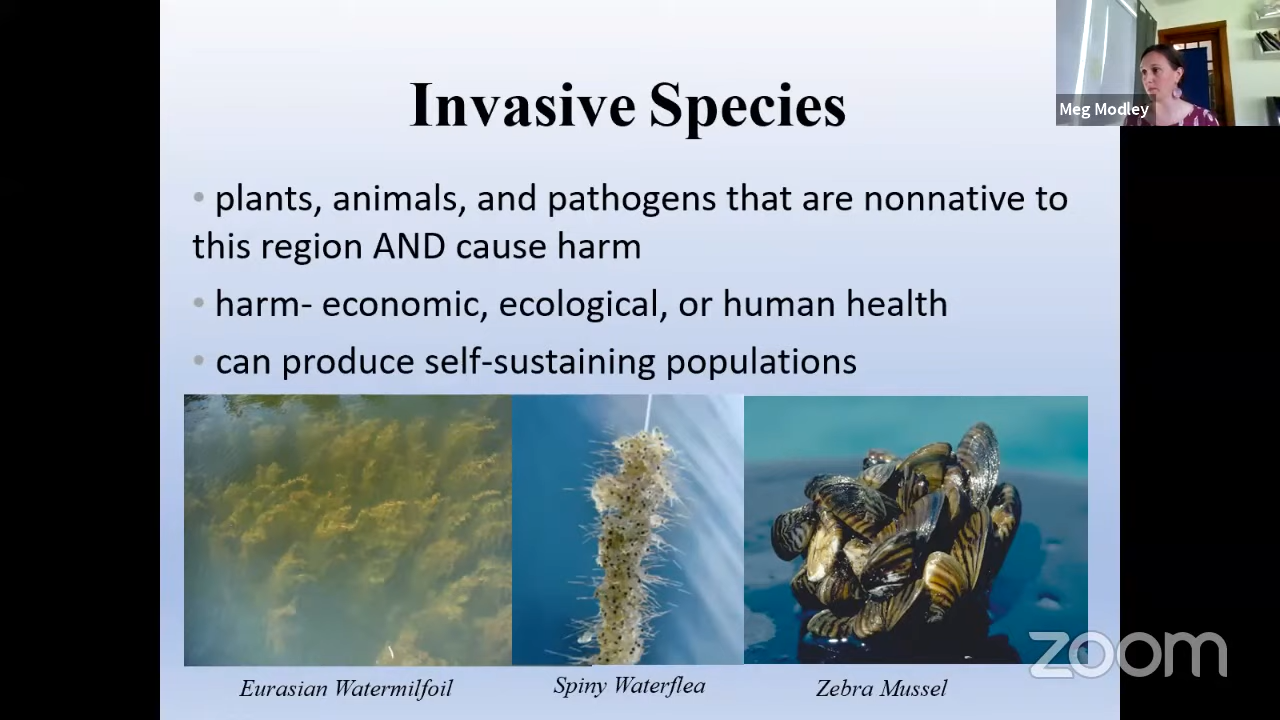 Invasive Species
Meg Modley
• plants, animals, and pathogens that are nonnative to
this region AND cause harm
• harm- economic, ecological, or human health
• can produce self-sustaining populations
Eurasian Watermilfoil
Spiny Waterflea
Zebra Mussel
zoom